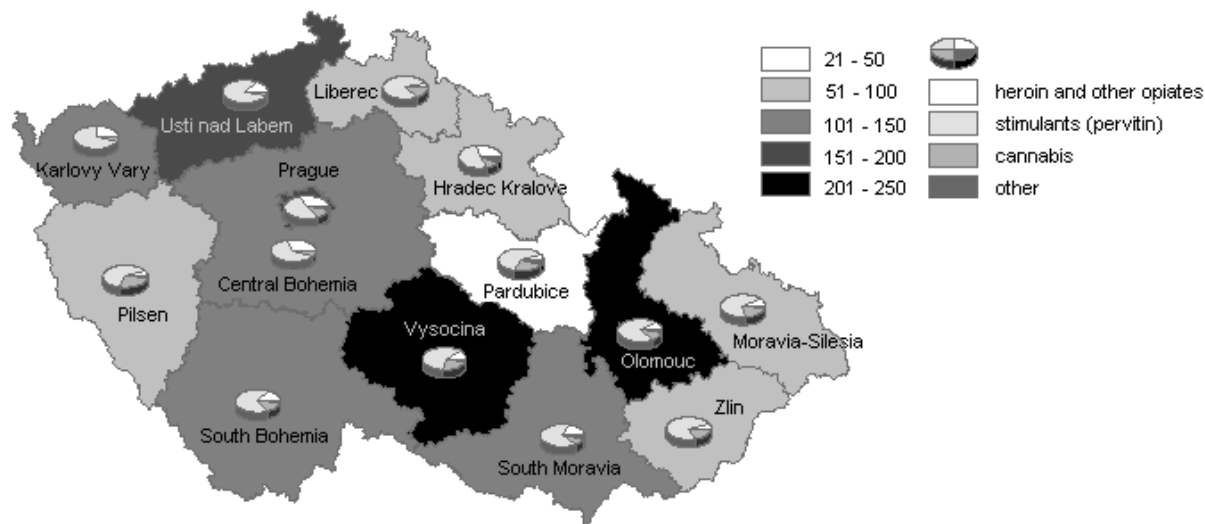 21 - 50
51 - 100
101 - 150
151 - 200
201 - 250
heroin and other opiates
stimulants (pervitin)
cannabis
other
Liberec
Usti nad Labem
Karlovy Vary
Prague
Hradec Kralove
Central Bohemia
Pardubice
Pilsen
Vysocina
Olomouc
Moravia-Silesia
Zlin
South Bohemia
South Moravia